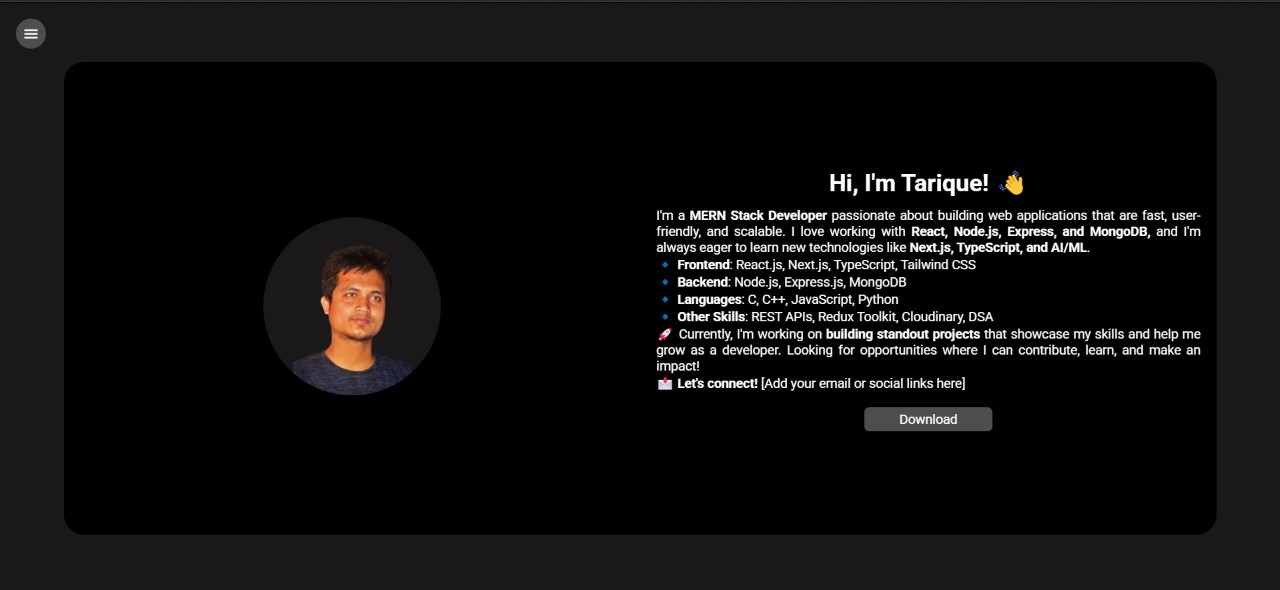 Hi, I'm Tarique! 👋
I'm a MERN Stack Developer passionate about building web applications that are fast, user-
friendly, and scalable. I love working with React, Node.js, Express, and MongoDB, and I'm
always eager to learn new technologies like Next.js, TypeScript, and AI/ML.
🔹 Frontend: React.js, Next.js, TypeScript, Tailwind CSS
🔹 Backend: Node.js, Express.js, MongoDB
🔹 Languages: C, C++, JavaScript, Python
🔹 Other Skills: REST APIs, Redux Toolkit, Cloudinary, DSA
🚀 Currently, I'm working on building standout projects that showcase my skills and help me
grow as a developer. Looking for opportunities where I can contribute, learn, and make an
impact!
📩 Let's connect! [Add your email or social links here]
Download